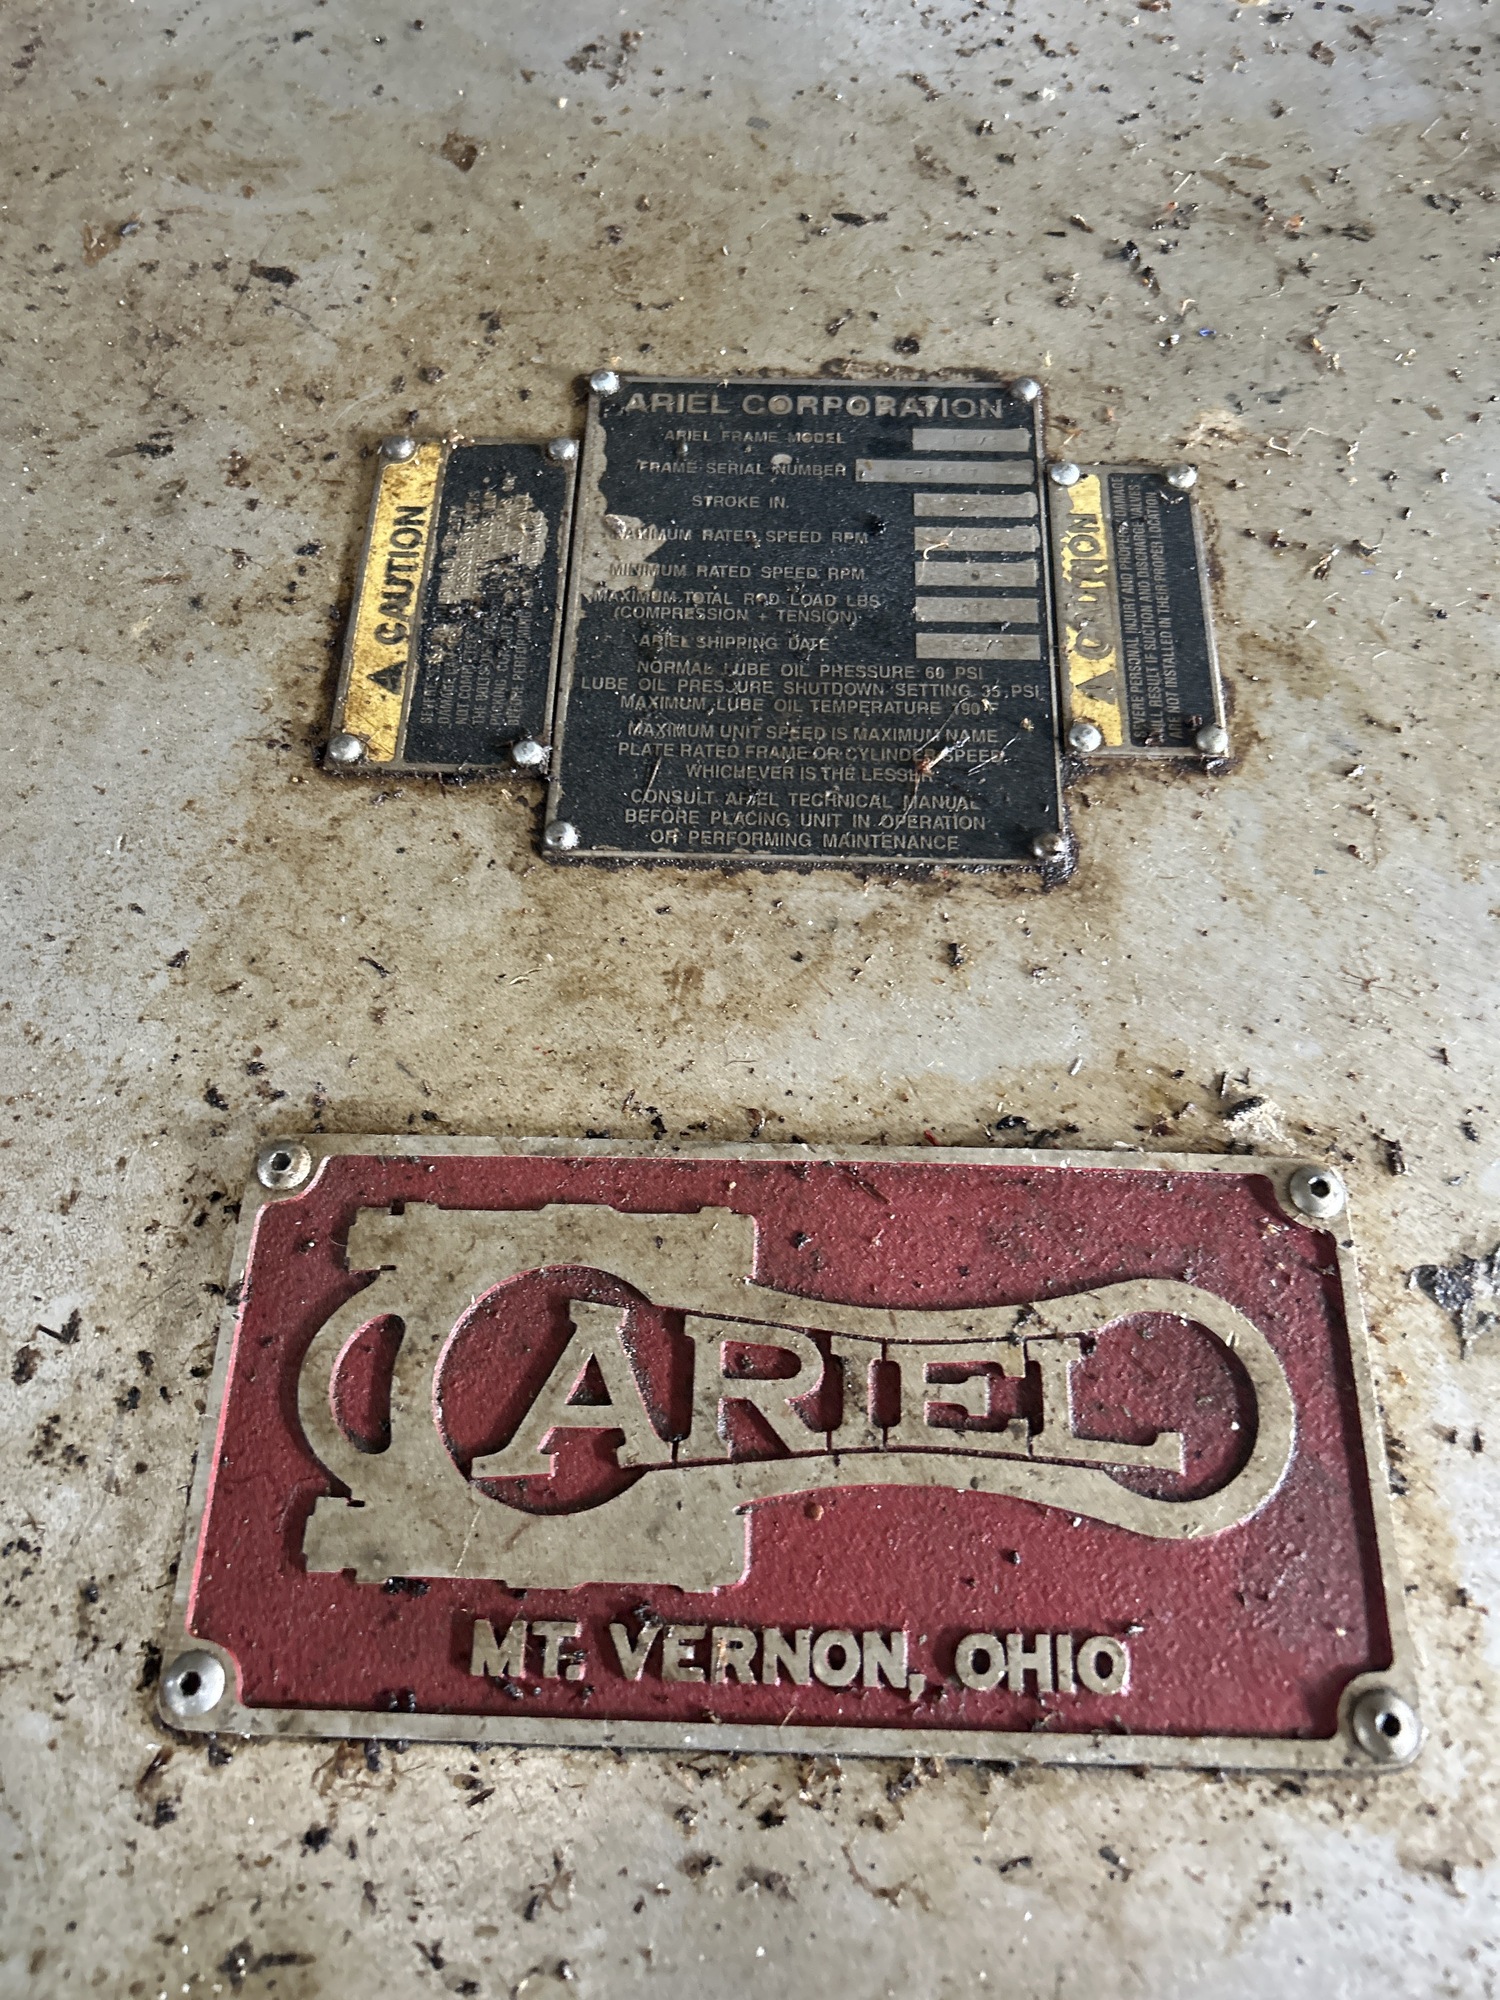 ARIEL CORPORATION
ARIEL FRAME MODEL
FRAME SERIAL NUMBER
STROKE IN.
MAXIMUM RATED SPEED RPM
MINIMUM RATED SPEED RPM
MAXIMUM TOTAL ROD LOAD LBS
(COMPRESSION + TENSION)
ARIEL SHIPPING DATE
NORMAL LUBE OIL PRESSURE 60 PSI
LUBE OIL PRESSURE SHUTDOWN SETTING 35 PSI
MAXIMUM LUBE OIL TEMPERATURE 190°F
MAXIMUM UNIT SPEED IS MAXIMUM NAME
PLATE RATED FRAME OR CYLINDER SPEED,
WHICHEVER IS THE LESSER
CONSULT ARIEL TECHNICAL MANUAL
BEFORE PLACING UNIT IN OPERATION
OR PERFORMING MAINTENANCE
CAUTION
CAUTION
SEVERE PERSONAL INJURY AND PROPERTY DAMAGE
WILL RESULT IF SUCTION AND DISCHARGE VALVES
ARE NOT INSTALLED IN THEIR PROPER LOCATION
ARIEL
MT. VERNON, OHIO